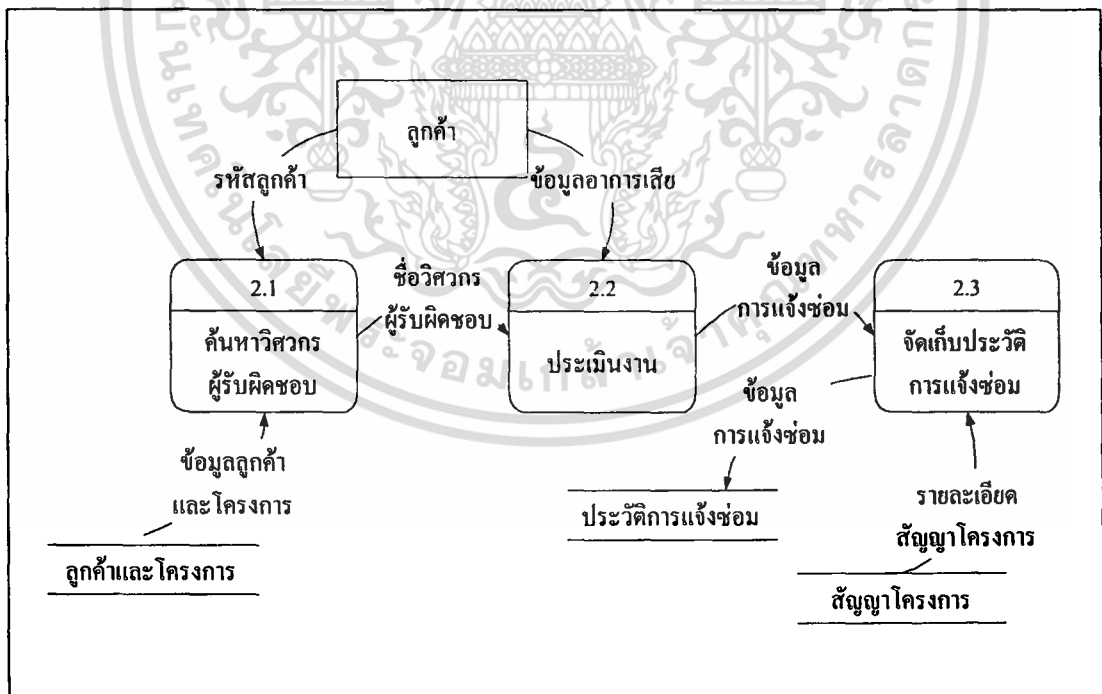 ลูกค้า
รหัสลูกค้า
ข้อมูลอาการเสีย
2.1
ค้นหาวิศวกร
ผู้รับผิดชอบ
ชื่อวิศวกร
ผู้รับผิดชอบ
2.2
ประเมินงาน
ข้อมูล
การแจ้งซ่อม
2.3
จัดเก็บประวัติ
การแจ้งซ่อม
ข้อมูล
การแจ้งซ่อม
ข้อมูลลูกค้า
และโครงการ
ลูกค้าและโครงการ
ประวัติการแจ้งซ่อม
รายละเอียด
สัญญาโครงการ
สัญญาโครงการ